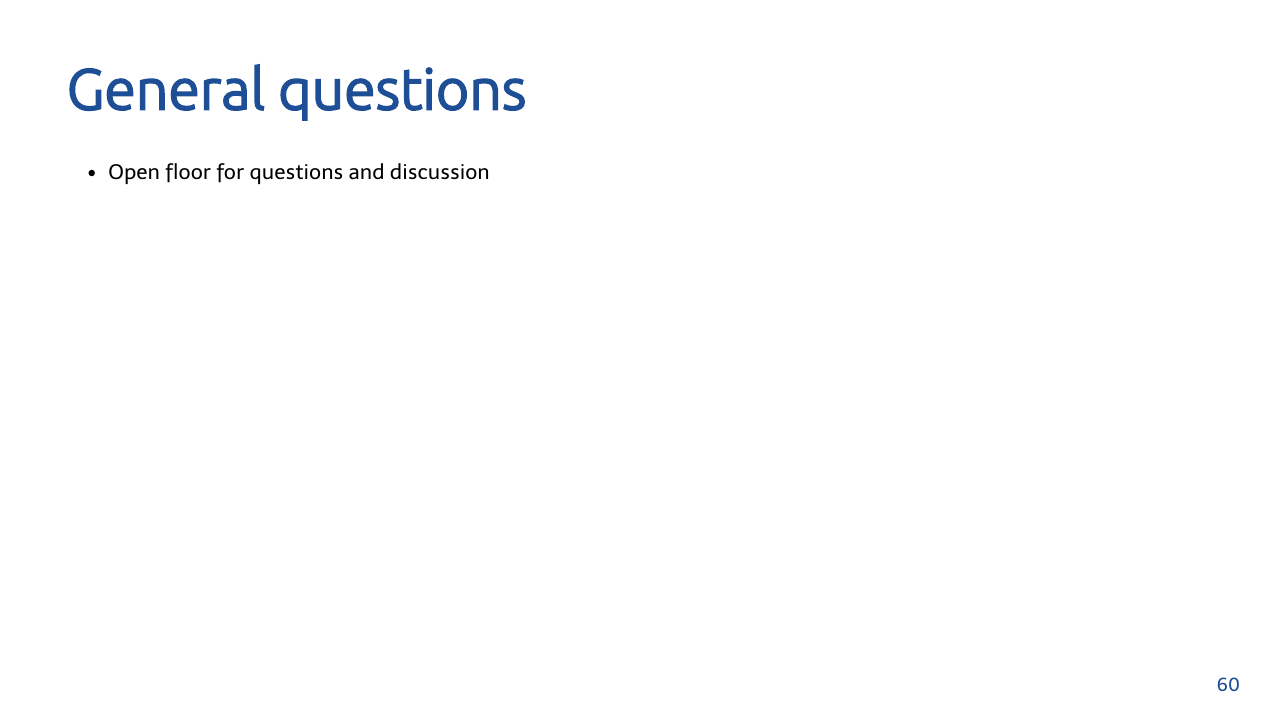 General questions
• Open floor for questions and discussion
60